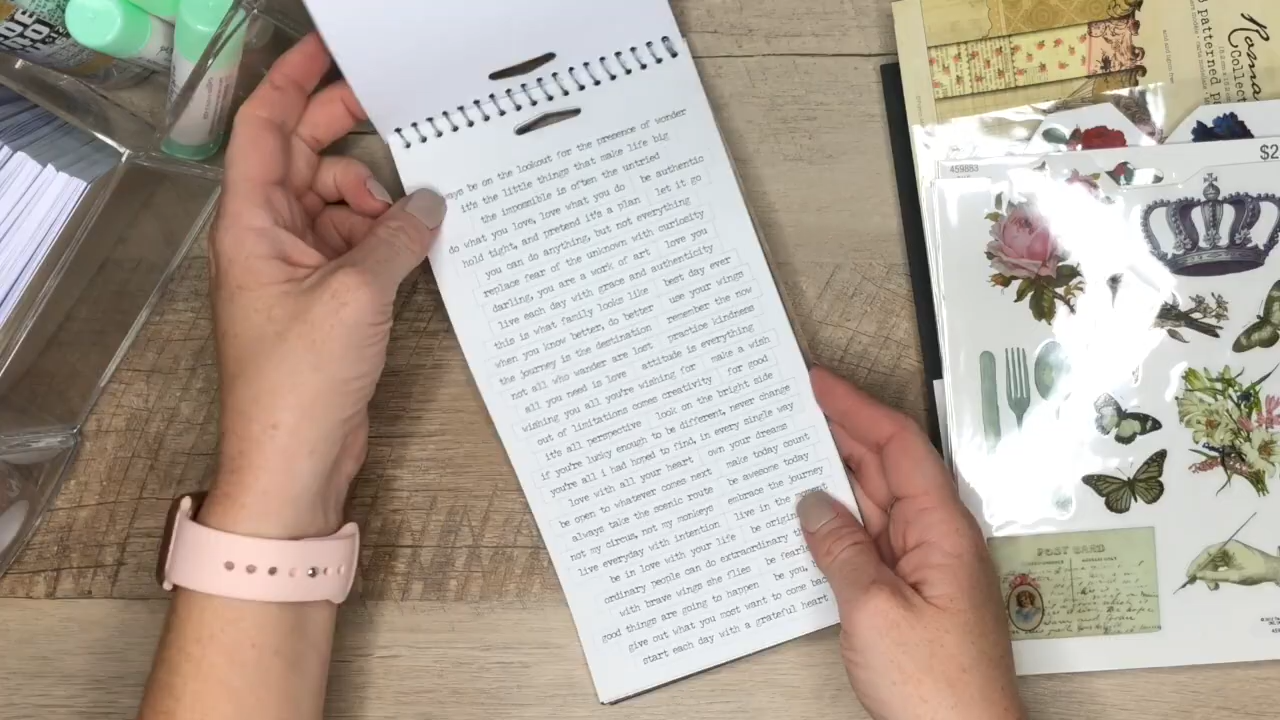 ways be on the lookout for the presence of wonder
it's the little things that make life big
the impossible is often the untried
do what you love, love what you do be authentic
hold tight, and pretend it's a plan let it go
you can do anything, but not everything
replace fear of the unknown with curiosity
darling, you are a work of art love you
live each day with grace and authenticity
this is what family looks like best day ever
when you know better, do better use your wings
the journey is the destination remember the now
not all who wander are lost practice kindness
all you need is love attitude is everything
wishing you all you're wishing for make a wish
out of limitations comes creativity for good
it's all perspective look on the bright side
if you're lucky enough to be different, never change
you're all i had hoped to find, in every single way
love with all your heart own your dreams
be open to whatever comes next make today count
always take the scenic route be awesome today
not my circus, not my monkeys embrace the journey
live everyday with intention live in the moment
be in love with your life be origin
ordinary people can do extraordinary th
with brave wings she flies be fearl
good things are going to happen be you,
give out what you most want to come bac
start each day with a grateful heart
Roma
Collec
patterned p
$2
459883
POST CARD